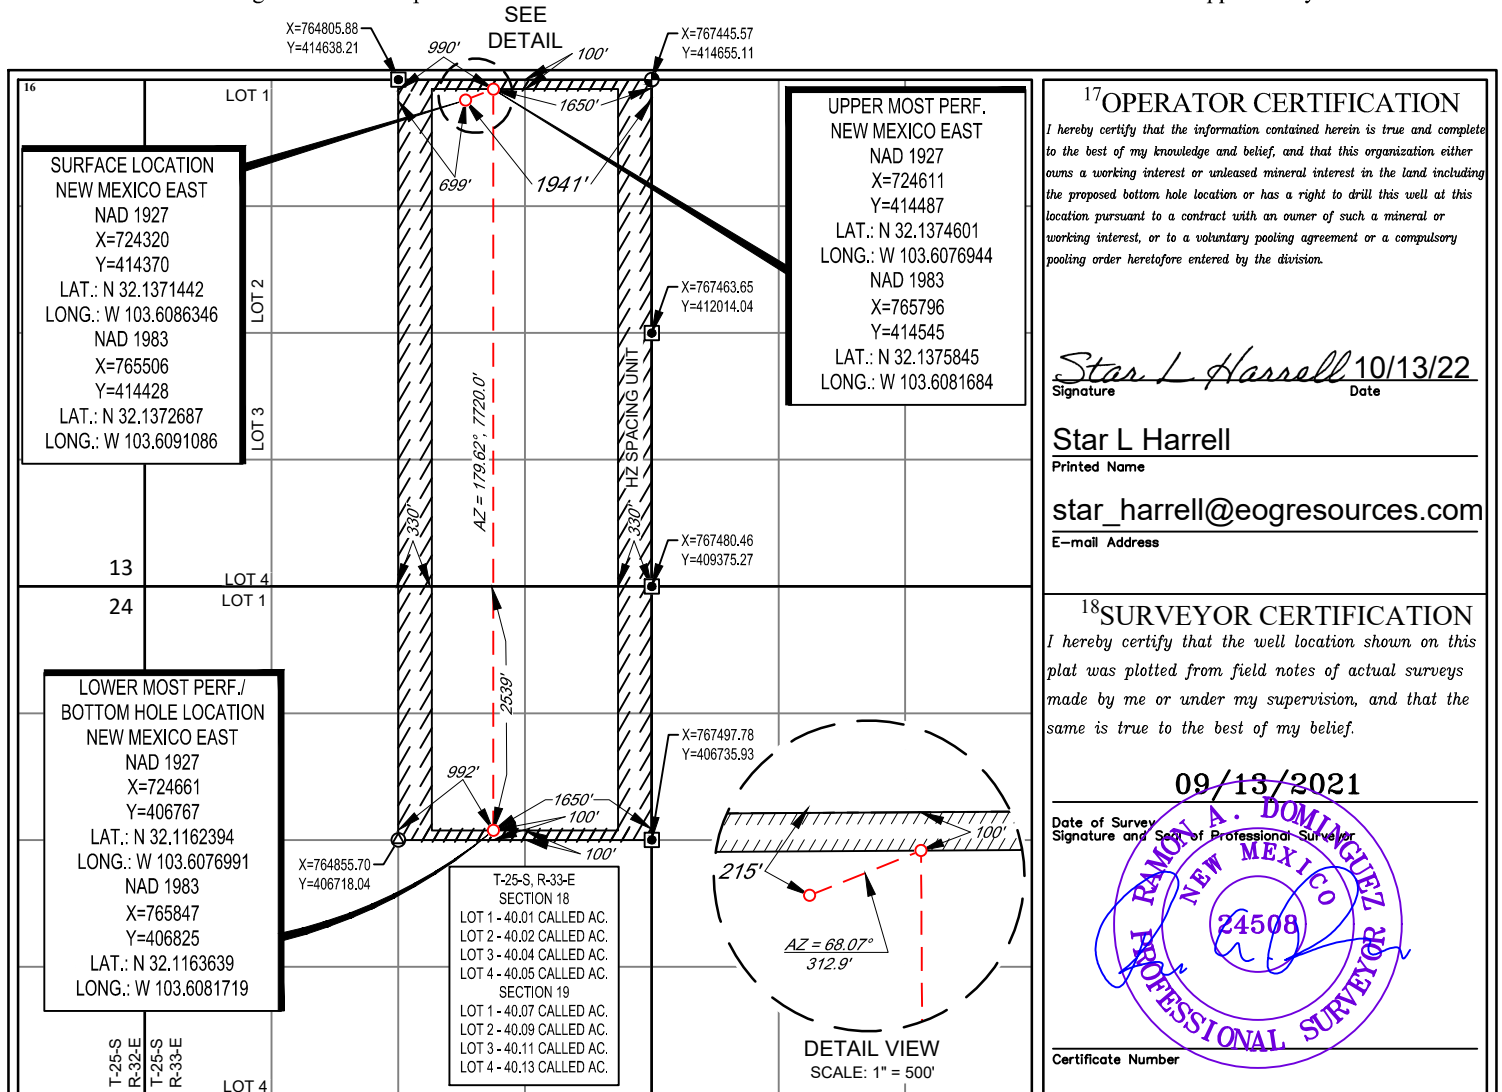 SEE
DETAIL
X=764805.88
Y=414638.21
990'
100'
X=767445.57
Y=414655.11
16
LOT 1
1650'
699'
1941'
SURFACE LOCATION
NEW MEXICO EAST
NAD 1927
X=724320
Y=414370
LAT.: N 32.1371442
LONG.: W 103.6086346
NAD 1983
X=765506
Y=414428
LAT.: N 32.1372687
LONG.: W 103.6091086
UPPER MOST PERF.
NEW MEXICO EAST
NAD 1927
X=724611
Y=414487
LAT.: N 32.1374601
LONG.: W 103.6076944
NAD 1983
X=765796
Y=414545
LAT.: N 32.1375845
LONG.: W 103.6081684
LOT 2
LOT 3
X=767463.65
Y=412014.04
HZ SPACING UNIT
AZ = 179.62°, 7720.0'
330'
330'
X=767480.46
Y=409375.27
13
LOT 4
24
LOT 1
2539'
LOWER MOST PERF./
BOTTOM HOLE LOCATION
NEW MEXICO EAST
NAD 1927
X=724661
Y=406767
LAT.: N 32.1162394
LONG.: W 103.6076991
NAD 1983
X=765847
Y=406825
LAT.: N 32.1163639
LONG.: W 103.6081719
X=767497.78
Y=406735.93
992'
1650'
100'
100'
X=764855.70
Y=406718.04
T-25-S, R-33-E
SECTION 18
LOT 1 - 40.01 CALLED AC.
LOT 2 - 40.02 CALLED AC.
LOT 3 - 40.04 CALLED AC.
LOT 4 - 40.05 CALLED AC.
SECTION 19
LOT 1 - 40.07 CALLED AC.
LOT 2 - 40.09 CALLED AC.
LOT 3 - 40.11 CALLED AC.
LOT 4 - 40.13 CALLED AC.
100'
215'
AZ = 68.07°
312.9'
DETAIL VIEW
SCALE: 1" = 500'
T-25-S
R-32-E
T-25-S
R-33-E
LOT 4
17OPERATOR CERTIFICATION
I hereby certify that the information contained herein is true and complete
to the best of my knowledge and belief, and that this organization either
owns a working interest or unleased mineral interest in the land including
the proposed bottom hole location or has a right to drill this well at this
location pursuant to a contract with an owner of such a mineral or
working interest, or to a voluntary pooling agreement or a compulsory
pooling order heretofore entered by the division.
Star L Harrell 10/13/22
Signature Date
Star L Harrell
Printed Name
star_harrell@eogresources.com
E-mail Address
18SURVEYOR CERTIFICATION
I hereby certify that the well location shown on this
plat was plotted from field notes of actual surveys
made by me or under my supervision, and that the
same is true to the best of my belief.
09/13/2021
Date of Survey
Signature and Seal of Professional Surveyor
RAMON A. DOMINGUEZ
NEW MEXICO
24508
PROFESSIONAL SURVEYOR
Certificate Number